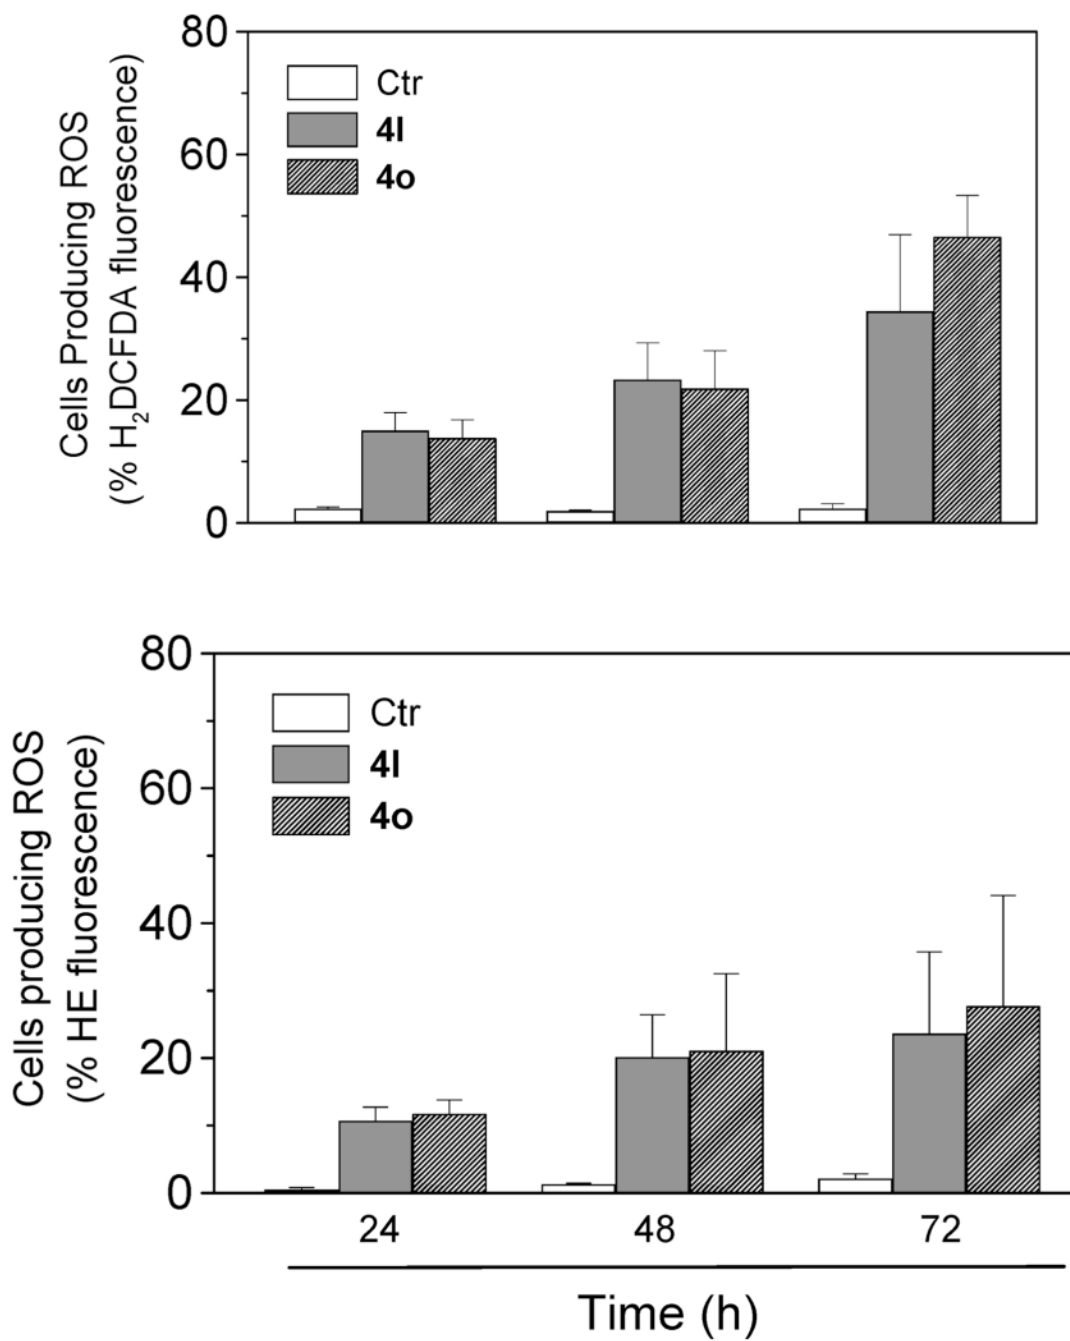 Cells Producing ROS
(% H₂DCFDA fluorescence)
80
60
40
20
0
Ctr
4l
4o
Cells producing ROS
(% HE fluorescence)
80
60
40
20
0
Ctr
4l
4o
24 48 72
Time (h)